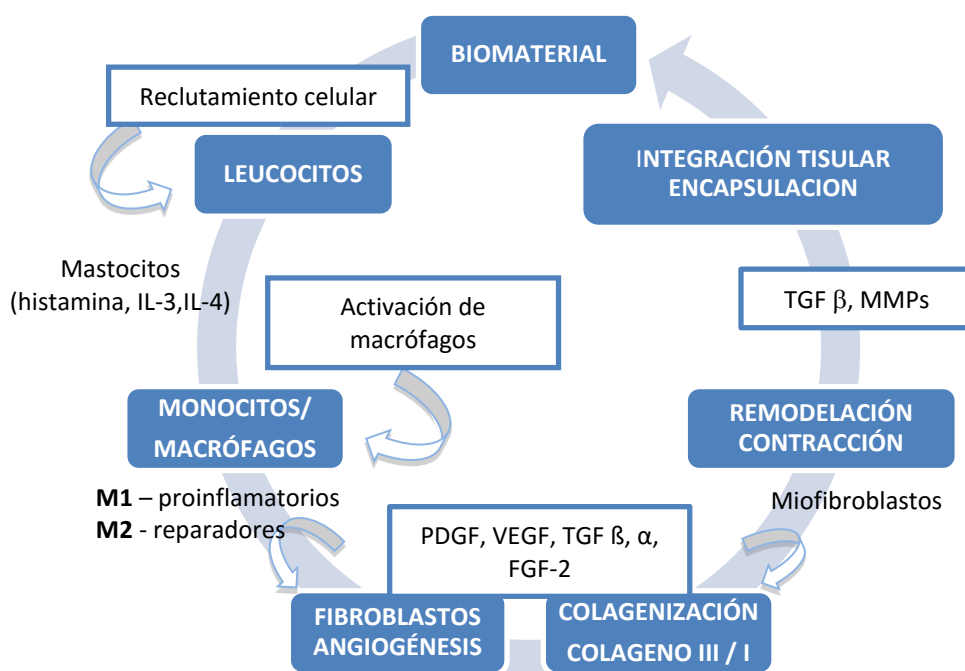 BIOMATERIAL
Reclutamiento celular
LEUCOCITOS
Mastocitos
(histamina, IL-3,IL-4)
Activación de
macrófagos
MONOCITOS/
MACRÓFAGOS
M1 – proinflamatorios
M2 - reparadores
PDGF, VEGF, TGF ß, α,
FGF-2
FIBROBLASTOS
ANGIOGÉNESIS
COLAGENIZACIÓN
COLAGENO III / I
Miofibroblastos
REMODELACIÓN
CONTRACCIÓN
TGF β, MMPs
INTEGRACIÓN TISULAR
ENCAPSULACION